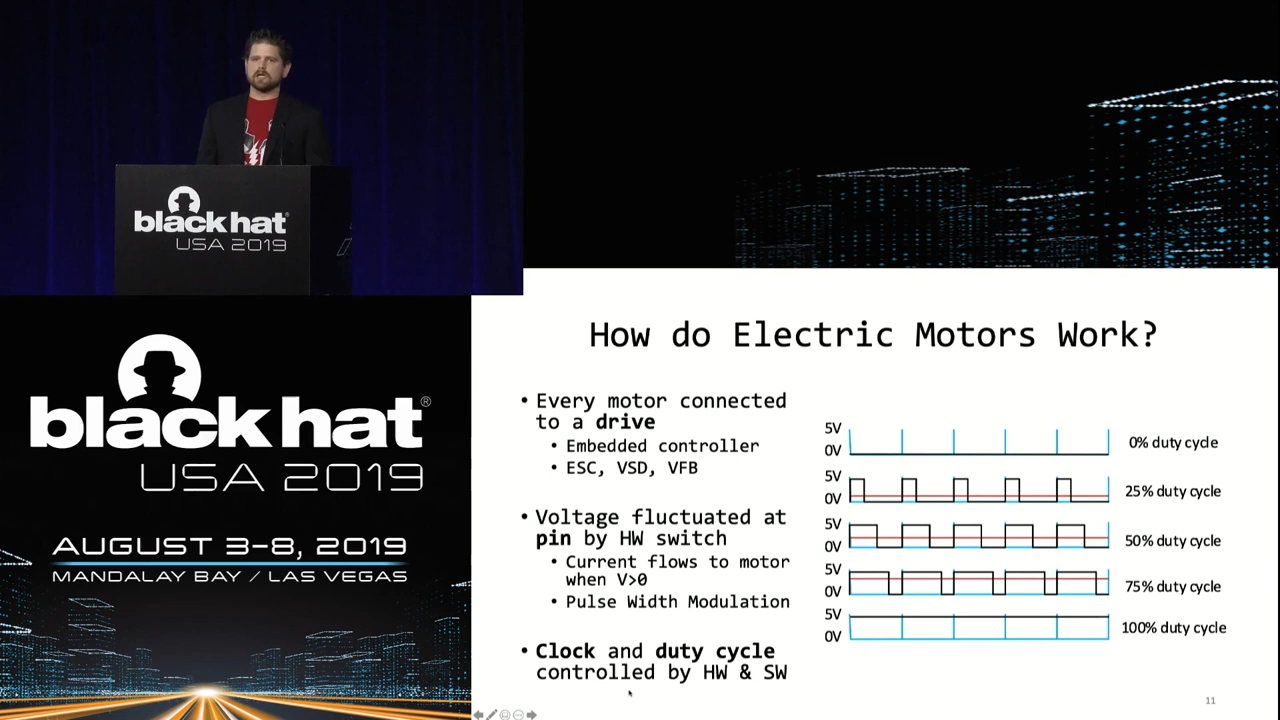 black hat®
USA 2019
black hat®
USA 2019
AUGUST 3-8, 2019
MANDALAY BAY / LAS VEGAS
How do Electric Motors Work?
• Every motor connected
to a drive
• Embedded controller
• ESC, VSD, VFB
• Voltage fluctuated at
pin by HW switch
• Current flows to motor
when V>0
• Pulse Width Modulation
• Clock and duty cycle
controlled by HW & SW
5V
0V
0% duty cycle
5V
0V
25% duty cycle
5V
0V
50% duty cycle
5V
0V
75% duty cycle
5V
0V
100% duty cycle
11